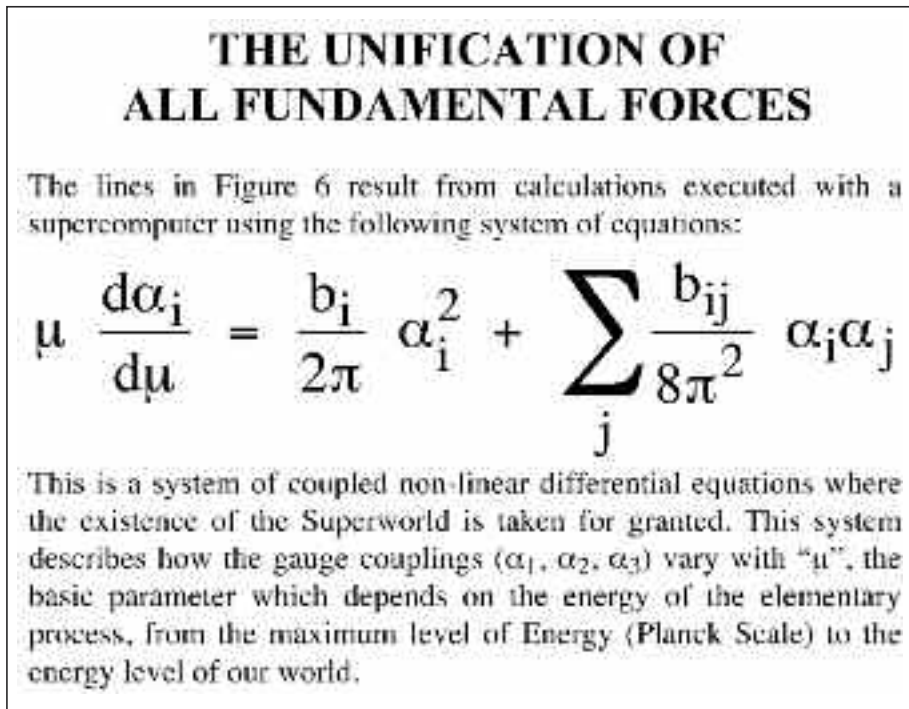 THE UNIFICATION OF
ALL FUNDAMENTAL FORCES
The lines in Figure 6 result from calculations executed with a
supercomputer using the following system of equations:
μ dαᵢ/dμ = bᵢ/2π αᵢ² + ∑ⱼ bᵢⱼ/8π² αᵢαⱼ
This is a system of coupled non-linear differential equations where
the existence of the Superworld is taken for granted. This system
describes how the gauge couplings (α₁, α₂, α₃) vary with “μ”, the
basic parameter which depends on the energy of the elementary
process, from the maximum level of Energy (Planck Scale) to the
energy level of our world.